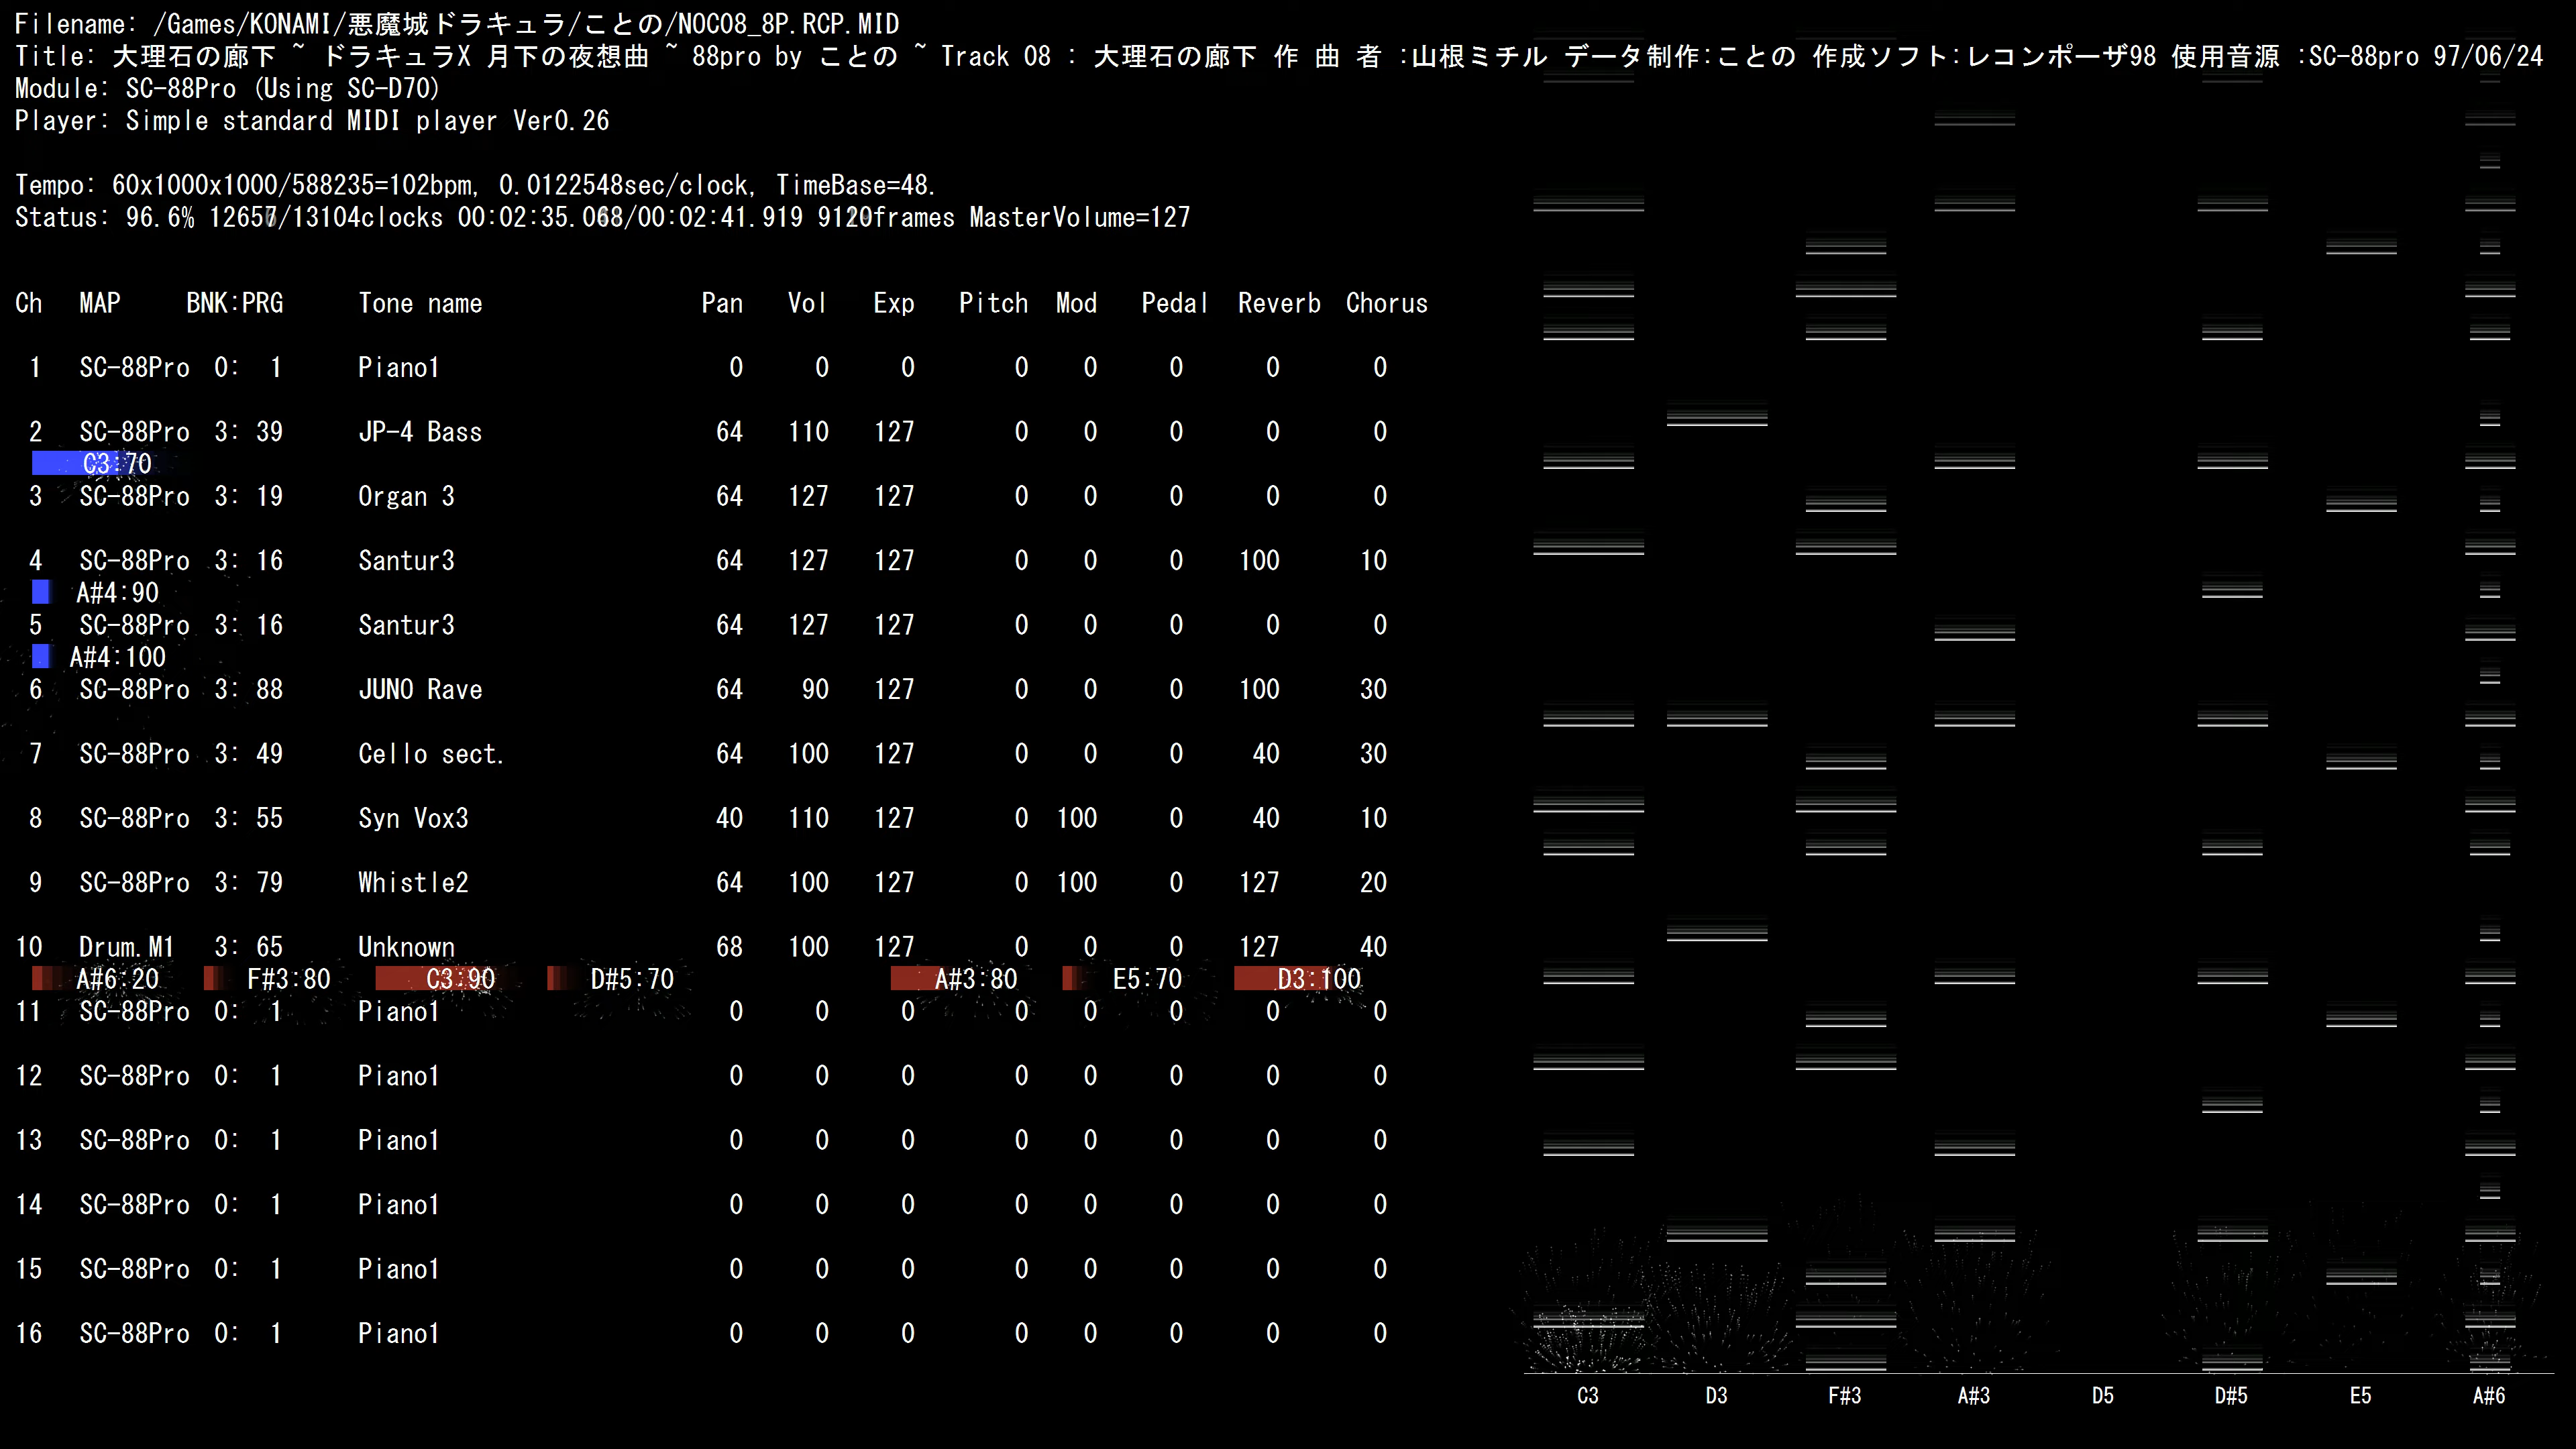 Filename: /Games/KONAMI/悪魔城ドラキュラ/ことの/NOC08_8P.RCP.MID
Title: 大理石の廊下 ~ ドラキュラX 月下の夜想曲 ~ 88pro by ことの ~ Track 08 : 大理石の廊下 作 曲 者 :山根ミチル データ制作:ことの 作成ソフト:レコンポーザ98 使用音源 :SC-88pro 97/06/24
Module: SC-88Pro (Using SC-D70)
Player: Simple standard MIDI player Ver0.26
Tempo: 60x1000x1000/588235=102bpm, 0.0122548sec/clock, TimeBase=48.
Status: 96.6% /13104clocks /00:02:41.919 MasterVolume=127
Ch MAP BNK:PRG Tone name Pan Vol Exp Pitch Mod Pedal Reverb Chorus
1 SC-88Pro 0: 1 Piano1 0 0 0 0 0 0 0 0
2 SC-88Pro 3: 39 JP-4 Bass 64 110 127 0 0 0 0 0
C3:70
3 SC-88Pro 3: 19 Organ 3 64 127 127 0 0 0 0 0
4 SC-88Pro 3: 16 Santur3 64 127 127 0 0 0 100 10
A#4:90
5 SC-88Pro 3: 16 Santur3 64 127 127 0 0 0 0 0
A#4:100
6 SC-88Pro 3: 88 JUNO Rave 64 90 127 0 0 0 100 30
7 SC-88Pro 3: 49 Cello sect. 64 100 127 0 0 0 40 30
8 SC-88Pro 3: 55 Syn Vox3 40 110 127 0 100 0 40 10
9 SC-88Pro 3: 79 Whistle2 64 100 127 0 100 0 127 20
10 Drum.M1 3: 65 Unknown 68 100 127 0 0 0 127 40
A#6:20 F#3:80 C3:90 D#5:70 A#3:80 E5:70 D3:100
11 SC-88Pro 0: 1 Piano1 0 0 0 0 0 0 0 0
12 SC-88Pro 0: 1 Piano1 0 0 0 0 0 0 0 0
13 SC-88Pro 0: 1 Piano1 0 0 0 0 0 0 0 0
14 SC-88Pro 0: 1 Piano1 0 0 0 0 0 0 0 0
15 SC-88Pro 0: 1 Piano1 0 0 0 0 0 0 0 0
16 SC-88Pro 0: 1 Piano1 0 0 0 0 0 0 0 0
C3 D3 F#3 A#3 D5 D#5 E5 A#6